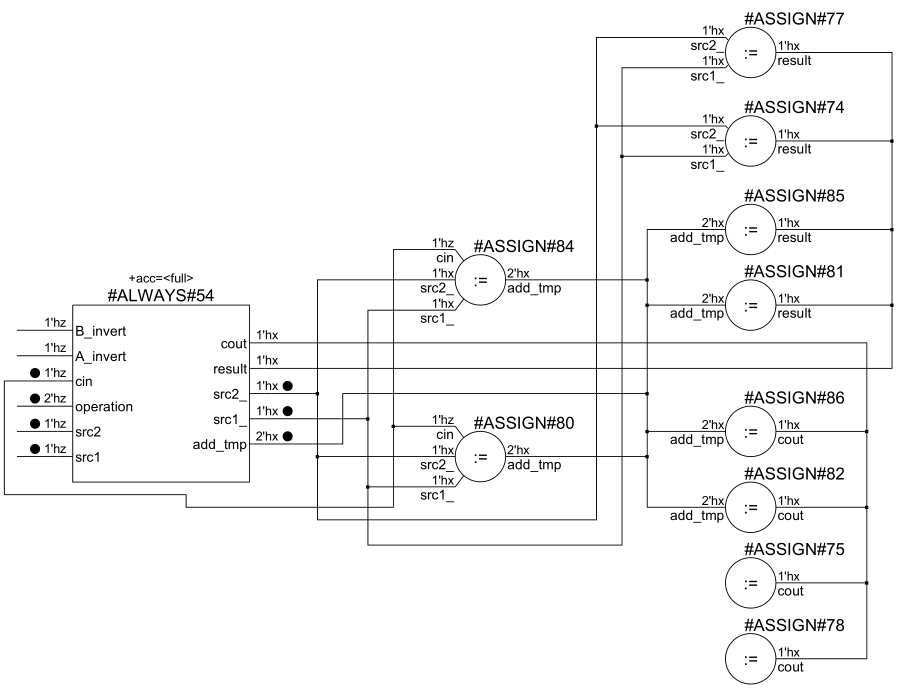 #ASSIGN#77
1'hx
src2_
1'hx
src1_
:=
1'hx
result
#ASSIGN#74
1'hx
src2_
1'hx
src1_
:=
1'hx
result
#ASSIGN#85
2'hx
add_tmp
:=
1'hx
result
#ASSIGN#84
1'hz
cin
1'hx
src2_
1'hx
src1_
:=
2'hx
add_tmp
#ASSIGN#81
2'hx
add_tmp
:=
1'hx
result
+acc=<full>
#ALWAYS#54
1'hz
B_invert
1'hz
A_invert
1'hz
cin
2'hz
operation
1'hz
src2
1'hz
src1
cout
1'hx
result
1'hx
src2_
1'hx
src1_
1'hx
add_tmp
2'hx
#ASSIGN#80
1'hz
cin
1'hx
src2_
1'hx
src1_
:=
2'hx
add_tmp
#ASSIGN#86
2'hx
add_tmp
:=
1'hx
cout
#ASSIGN#82
2'hx
add_tmp
:=
1'hx
cout
#ASSIGN#75
:=
1'hx
cout
#ASSIGN#78
:=
1'hx
cout